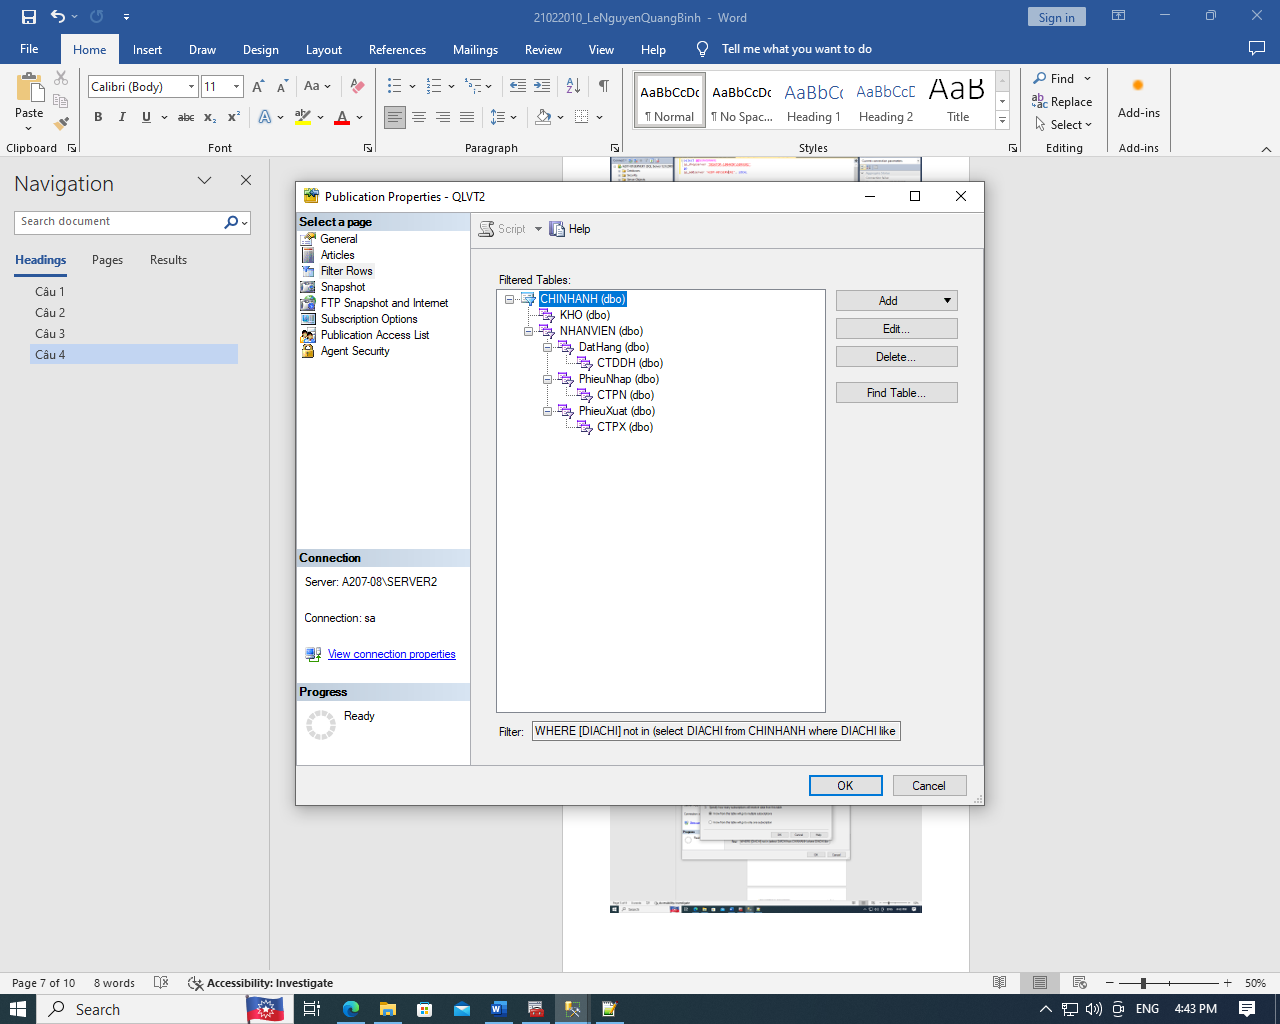 21022010_LeNguyenQuangBinh - Word
Sign in
File
Home
Insert
Draw
Design
Layout
References
Mailings
Review
View
Help
Tell me what you want to do
Paste
Clipboard
Calibri (Body)
11
Font
Paragraph
AaBbCcDc
¶ Normal
AaBbCcDc
¶ No Spac...
AaBbCc
Heading 1
AaBbCcD
Heading 2
AaB
Title
Styles
Find
Replace
Select
Editing
Add-ins
Add-ins
Navigation
Search document
Headings
Pages
Results
Câu 1
Câu 2
Câu 3
Câu 4
Publication Properties - QLVT2
Select a page
General
Articles
Filter Rows
Snapshot
FTP Snapshot and Internet
Subscription Options
Publication Access List
Agent Security
Script
Help
Filtered Tables:
CHINHANH (dbo)
KHO (dbo)
NHANVIEN (dbo)
DatHang (dbo)
CTDDH (dbo)
PhieuNhap (dbo)
CTPN (dbo)
PhieuXuat (dbo)
CTPX (dbo)
Add
Edit...
Delete...
Find Table...
Connection
Server: A207-08\SERVER2
Connection: sa
View connection properties
Progress
Ready
Filter:
WHERE [DIACHI] not in (select DIACHI from CHINHANH where DIACHI like
OK
Cancel
Page 7 of 10
8 words
Accessibility: Investigate
50%
Search
ENG
4:43 PM